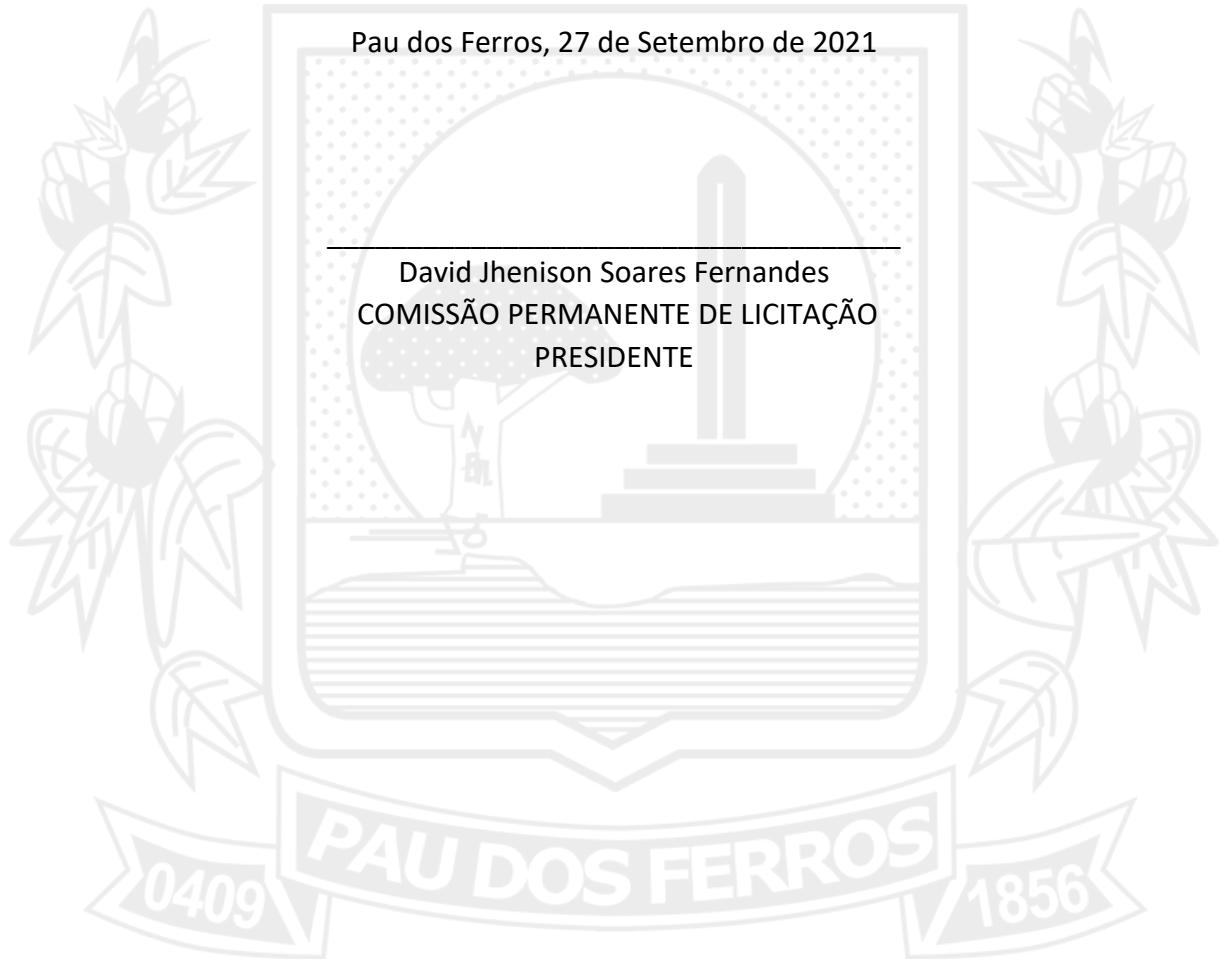 Pau dos Ferros, 27 de Setembro de 2021
____________________________________
David Jhenison Soares Fernandes
COMISSÃO PERMANENTE DE LICITAÇÃO
PRESIDENTE
PAU DOS FERROS
0409
1856